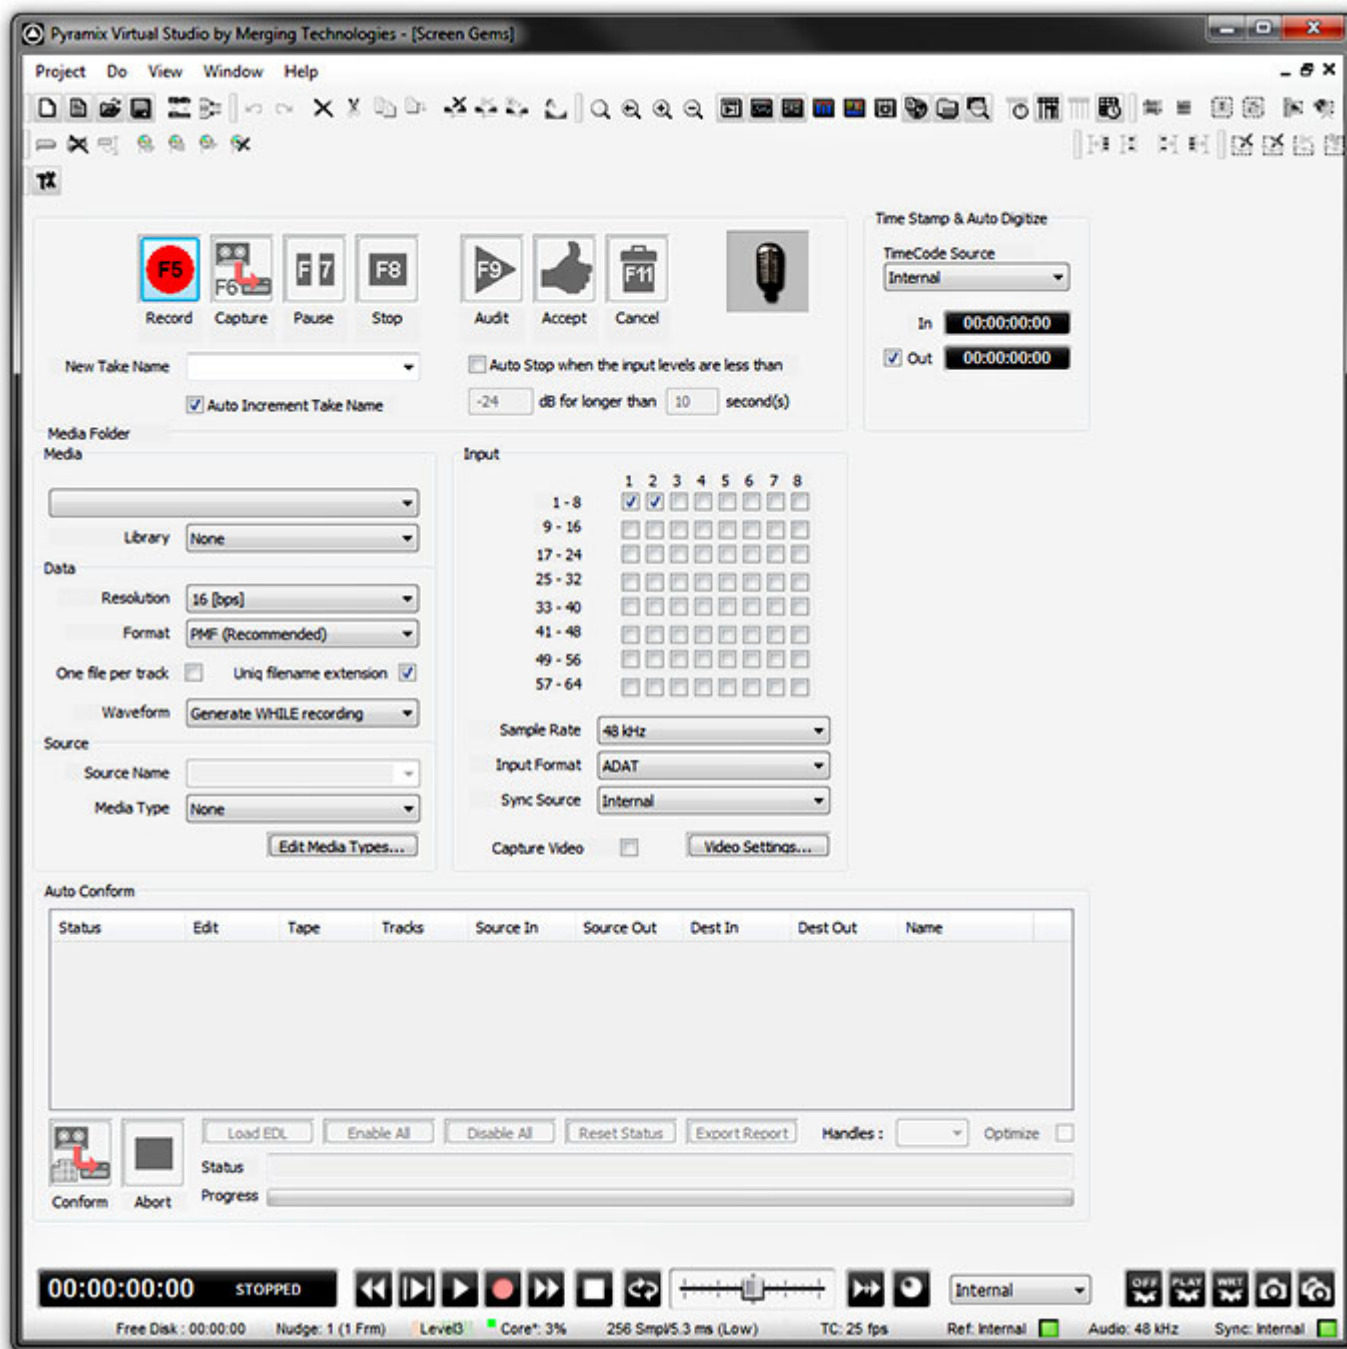 Pyramix Virtual Studio by Merging Technologies - [Screen Gems]
Project Do View Window Help
Time Stamp & Auto Digitize
F5 F6 F 7 F8 F9 F11
Record Capture Pause Stop Audit Accept Cancel
TimeCode Source
Internal
In 00:00:00:00
Out 00:00:00:00
New Take Name
Auto Stop when the input levels are less than
Auto Increment Take Name
-24 dB for longer than 10 second(s)
Media Folder
Media
Library None
Data
Resolution 16 [bps]
Format PMF (Recommended)
One file per track Uniq filename extension
Waveform Generate WHILE recording
Source
Source Name
Media Type None
Edit Media Types...
Input
1 2 3 4 5 6 7 8
1 - 8
9 - 16
17 - 24
25 - 32
33 - 40
41 - 48
49 - 56
57 - 64
Sample Rate 48 kHz
Input Format ADAT
Sync Source Internal
Capture Video Video Settings...
Auto Conform
Status Edit Tape Tracks Source In Source Out Dest In Dest Out Name
Load EDL Enable All Disable All Reset Status Export Report Handles : Optimize
Status
Progress
Conform Abort
00:00:00:00 STOPPED Internal OFF PLAY WRT
Free Disk : 00:00:00 Nudge: 1 (1 Frm) Level3 Core*: 3% 256 Smpl/5.3 ms (Low) TC: 25 fps Ref: Internal Audio: 48 kHz Sync: Internal